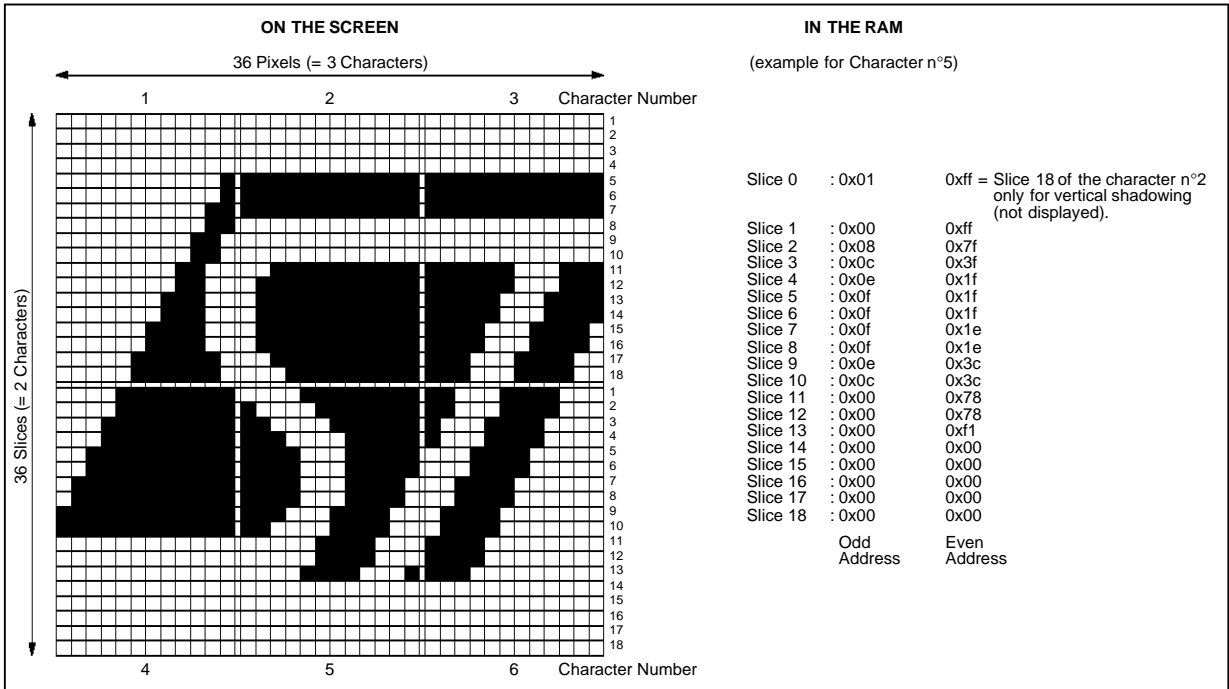 ON THE SCREEN
IN THE RAM
36 Pixels (= 3 Characters)
(example for Character n°5)
1 2 3 Character Number
36 Slices (= 2 Characters)
1
2
3
4
5
6
7
8
9
10
11
12
13
14
15
16
17
18
1
2
3
4
5
6
7
8
9
10
11
12
13
14
15
16
17
18
4 5 6 Character Number
Slice 0 : 0x01 0xff = Slice 18 of the character n°2
only for vertical shadowing
(not displayed).
Slice 1 : 0x00 0xff
Slice 2 : 0x08 0x7f
Slice 3 : 0x0c 0x3f
Slice 4 : 0x0e 0x1f
Slice 5 : 0x0f 0x1f
Slice 6 : 0x0f 0x1f
Slice 7 : 0x0f 0x1e
Slice 8 : 0x0f 0x1e
Slice 9 : 0x0e 0x3c
Slice 10 : 0x0c 0x3c
Slice 11 : 0x00 0x78
Slice 12 : 0x00 0x78
Slice 13 : 0x00 0xf1
Slice 14 : 0x00 0x00
Slice 15 : 0x00 0x00
Slice 16 : 0x00 0x00
Slice 17 : 0x00 0x00
Slice 18 : 0x00 0x00
Odd Even
Address Address